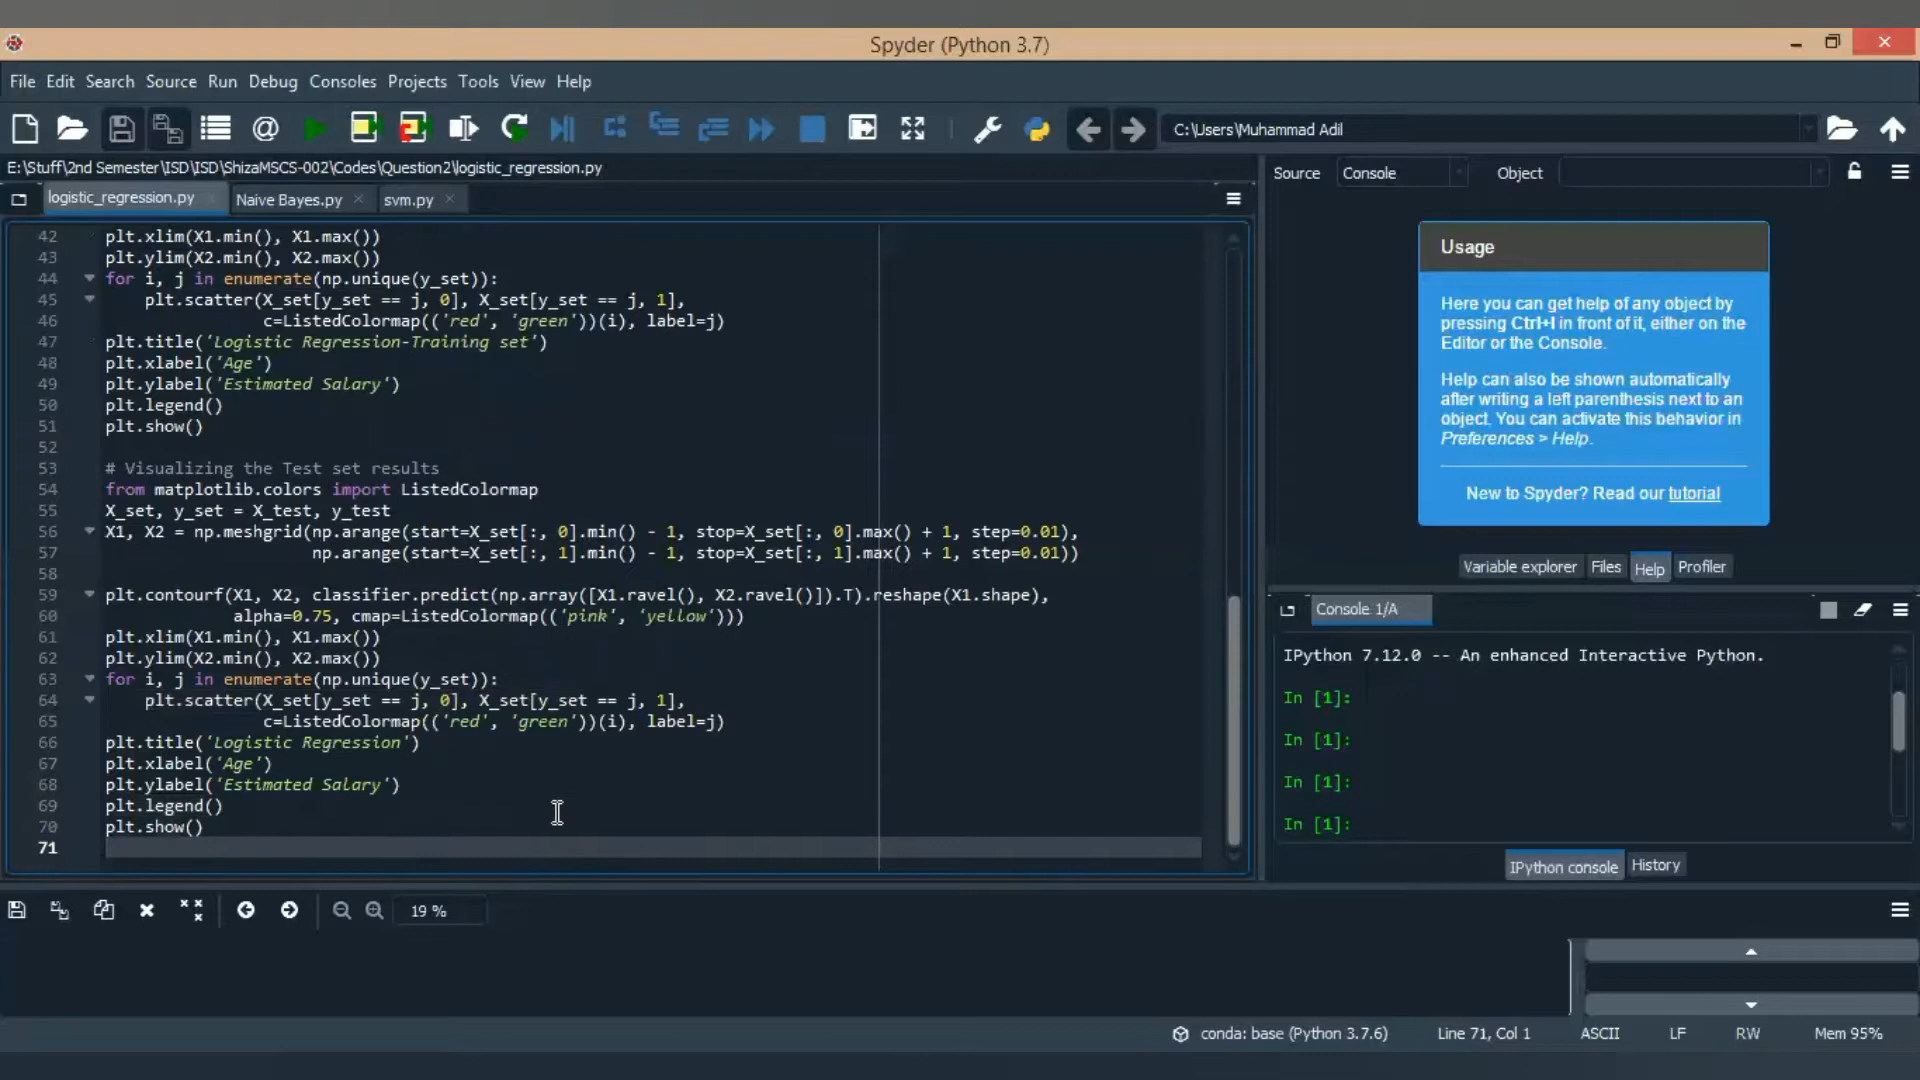 Spyder (Python 3.7)
File Edit Search Source Run Debug Consoles Projects Tools View Help
C:\Users\Muhammad Adil
E:\Stuff\2nd Semester\ISD\ISD\ShizaMSCS-002\Codes\Question2\logistic_regression.py
logistic_regression.py Naive Bayes.py svm.py
42 plt.xlim(X1.min(), X1.max())
43 plt.ylim(X2.min(), X2.max())
44 for i, j in enumerate(np.unique(y_set)):
45 plt.scatter(X_set[y_set == j, 0], X_set[y_set == j, 1],
46 c=ListedColormap(('red', 'green'))(i), label=j)
47 plt.title('Logistic Regression-Training set')
48 plt.xlabel('Age')
49 plt.ylabel('Estimated Salary')
50 plt.legend()
51 plt.show()
52
53 # Visualizing the Test set results
54 from matplotlib.colors import ListedColormap
55 X_set, y_set = X_test, y_test
56 X1, X2 = np.meshgrid(np.arange(start=X_set[:, 0].min() - 1, stop=X_set[:, 0].max() + 1, step=0.01),
57 np.arange(start=X_set[:, 1].min() - 1, stop=X_set[:, 1].max() + 1, step=0.01))
58
59 plt.contourf(X1, X2, classifier.predict(np.array([X1.ravel(), X2.ravel()]).T).reshape(X1.shape),
60 alpha=0.75, cmap=ListedColormap(('pink', 'yellow')))
61 plt.xlim(X1.min(), X1.max())
62 plt.ylim(X2.min(), X2.max())
63 for i, j in enumerate(np.unique(y_set)):
64 plt.scatter(X_set[y_set == j, 0], X_set[y_set == j, 1],
65 c=ListedColormap(('red', 'green'))(i), label=j)
66 plt.title('Logistic Regression')
67 plt.xlabel('Age')
68 plt.ylabel('Estimated Salary')
69 plt.legend()
70 plt.show()
71
Source Console Object
Usage
Here you can get help of any object by
pressing Ctrl+I in front of it, either on the
Editor or the Console.
Help can also be shown automatically
after writing a left parenthesis next to an
object. You can activate this behavior in
Preferences > Help.
New to Spyder? Read our tutorial
Variable explorer Files Help Profiler
Console 1/A
IPython 7.12.0 -- An enhanced Interactive Python.
In [1]:
In [1]:
In [1]:
In [1]:
IPython console History
19 %
conda: base (Python 3.7.6) Line 71, Col 1 ASCII LF RW Mem 95%